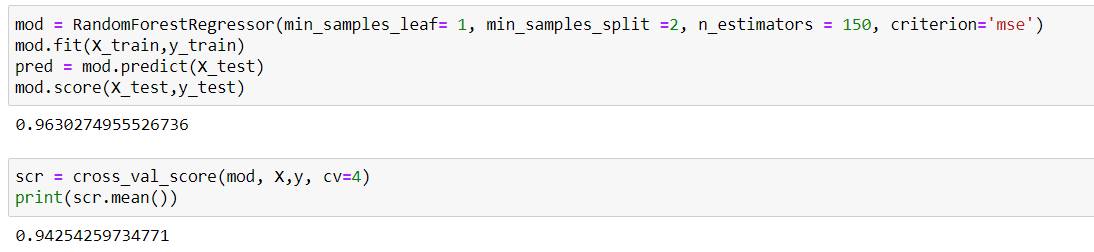 mod = RandomForestRegressor(min_samples_leaf= 1, min_samples_split =2, n_estimators = 150, criterion='mse')
mod.fit(X_train,y_train)
pred = mod.predict(X_test)
mod.score(X_test,y_test)
0.9630274955526736
scr = cross_val_score(mod, X,y, cv=4)
print(scr.mean())
0.94254259734771